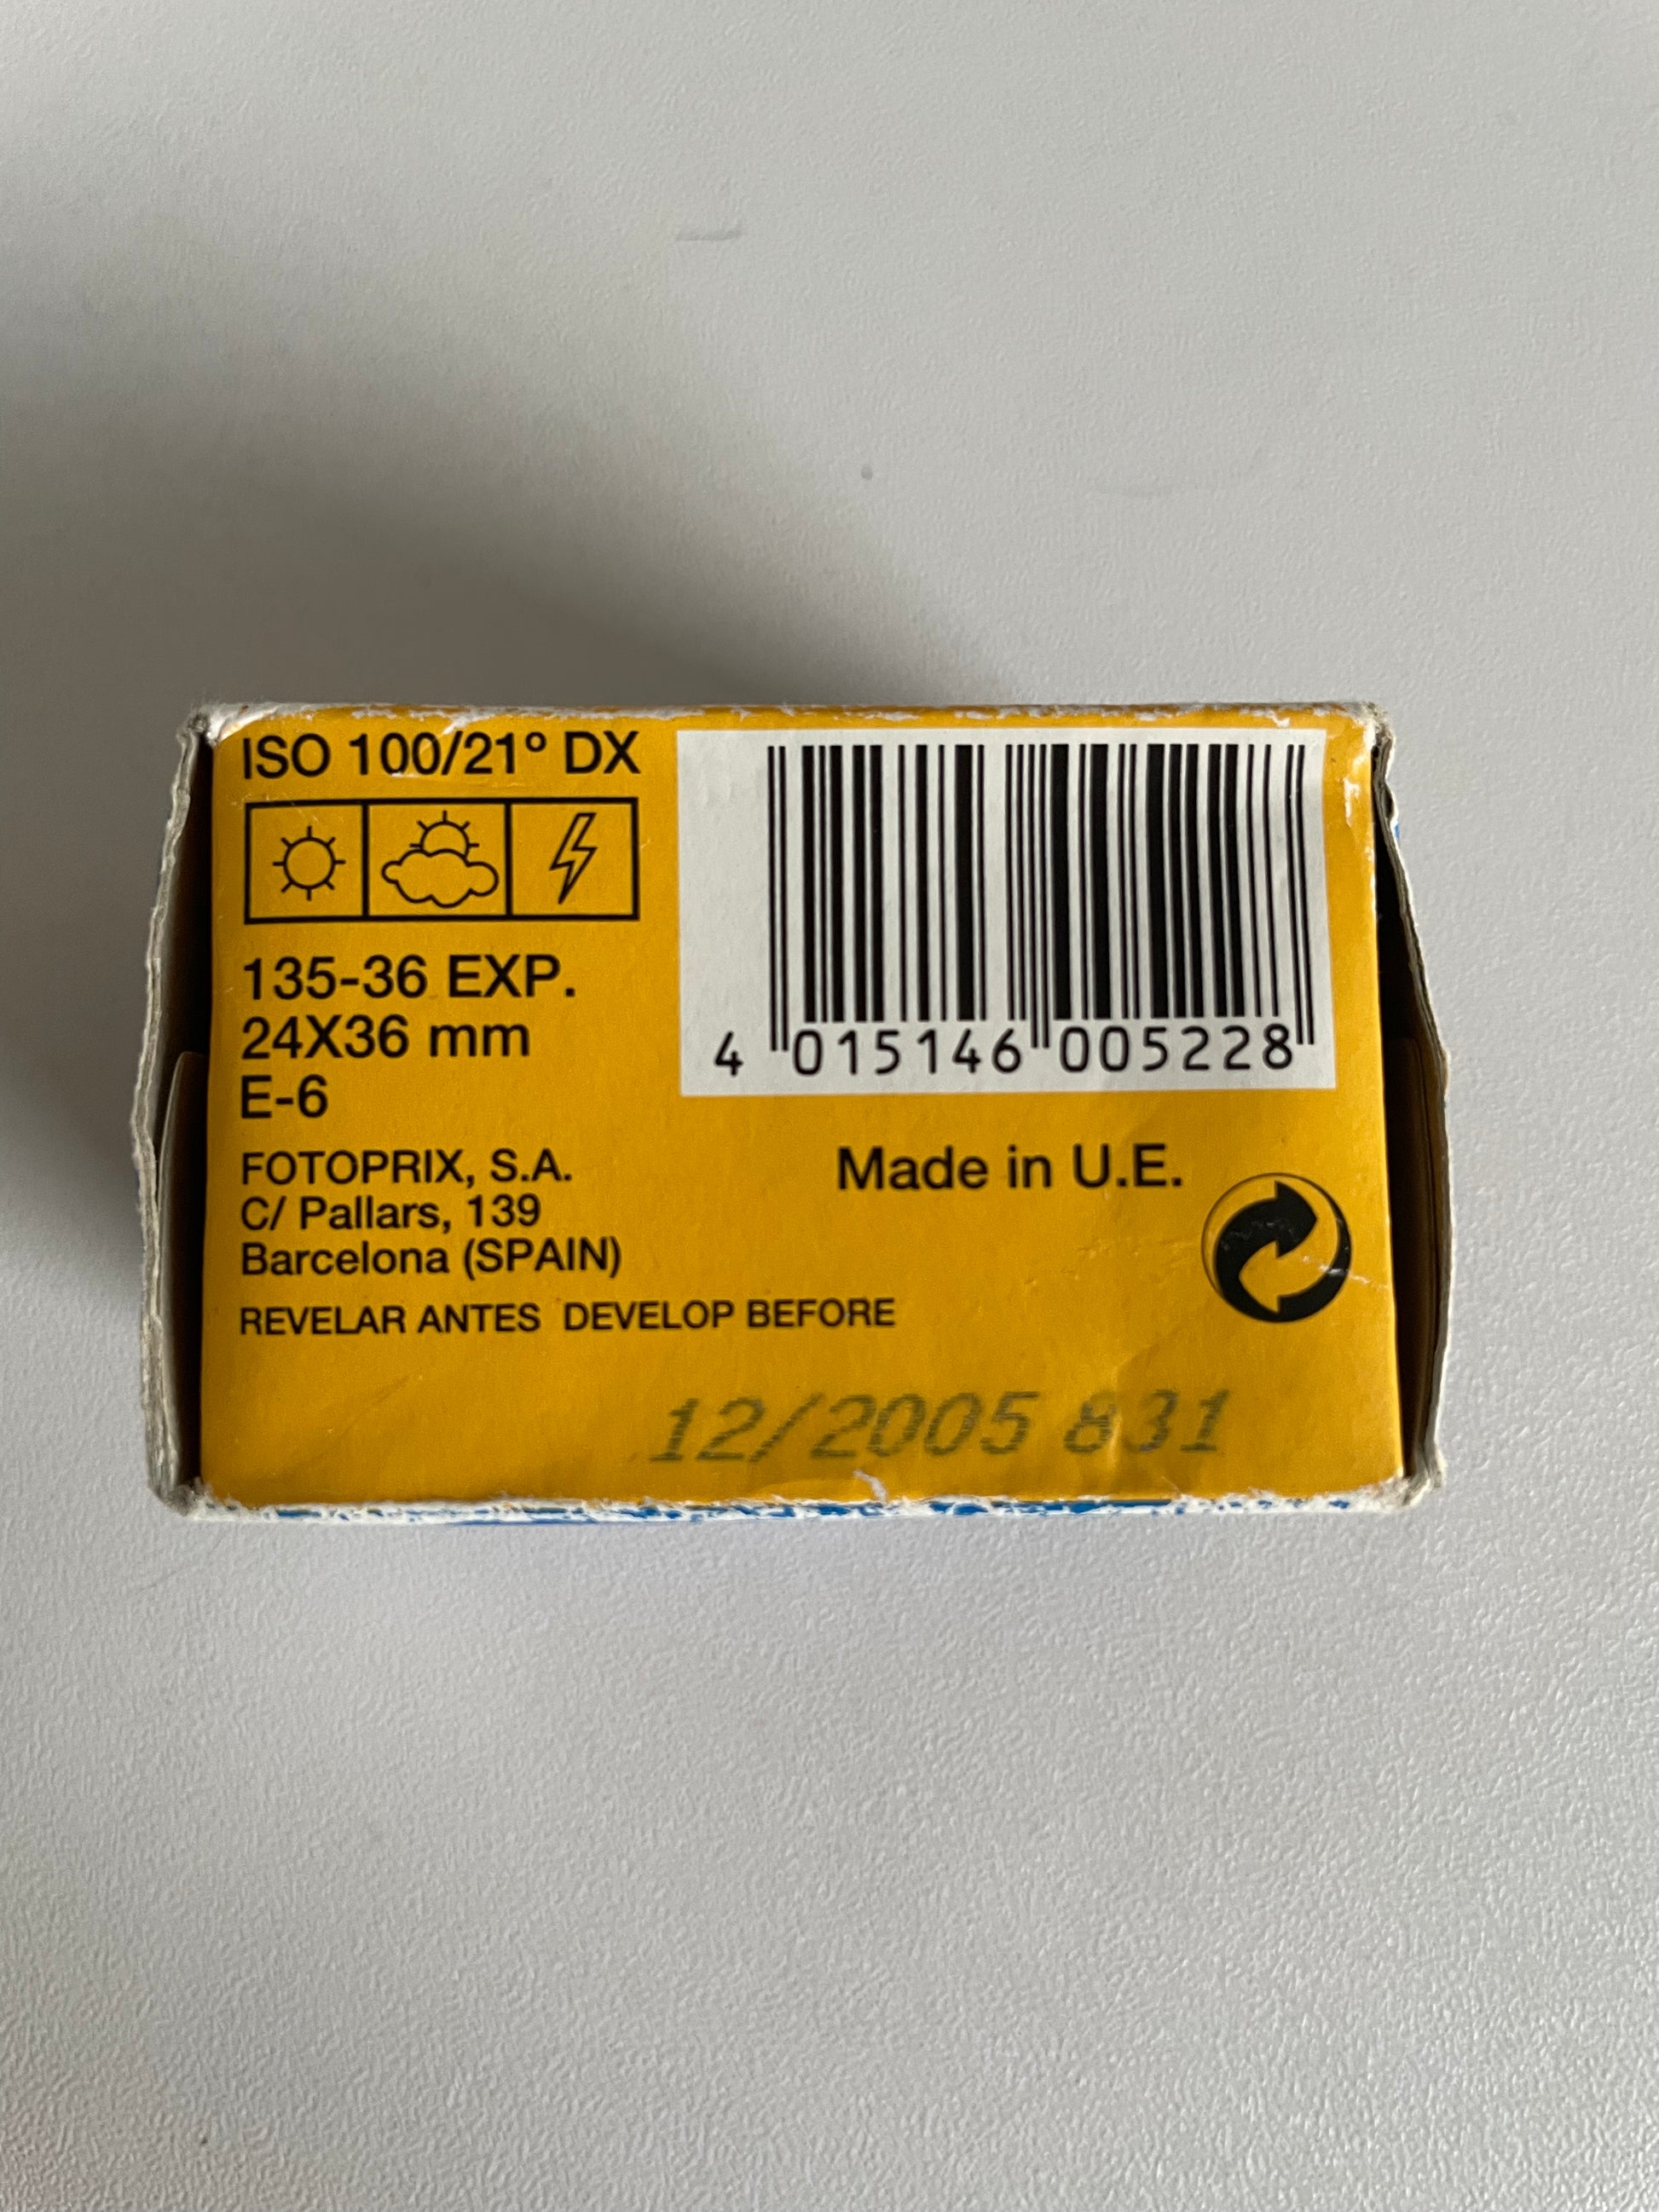 ISO 100/21º DX
135-36 EXP.
24X36 mm
E-6
4 015146 005228
FOTOPRIX, S.A.
C/ Pallars, 139
Barcelona (SPAIN)
Made in U.E.
REVELAR ANTES DEVELOP BEFORE
12/2005 831